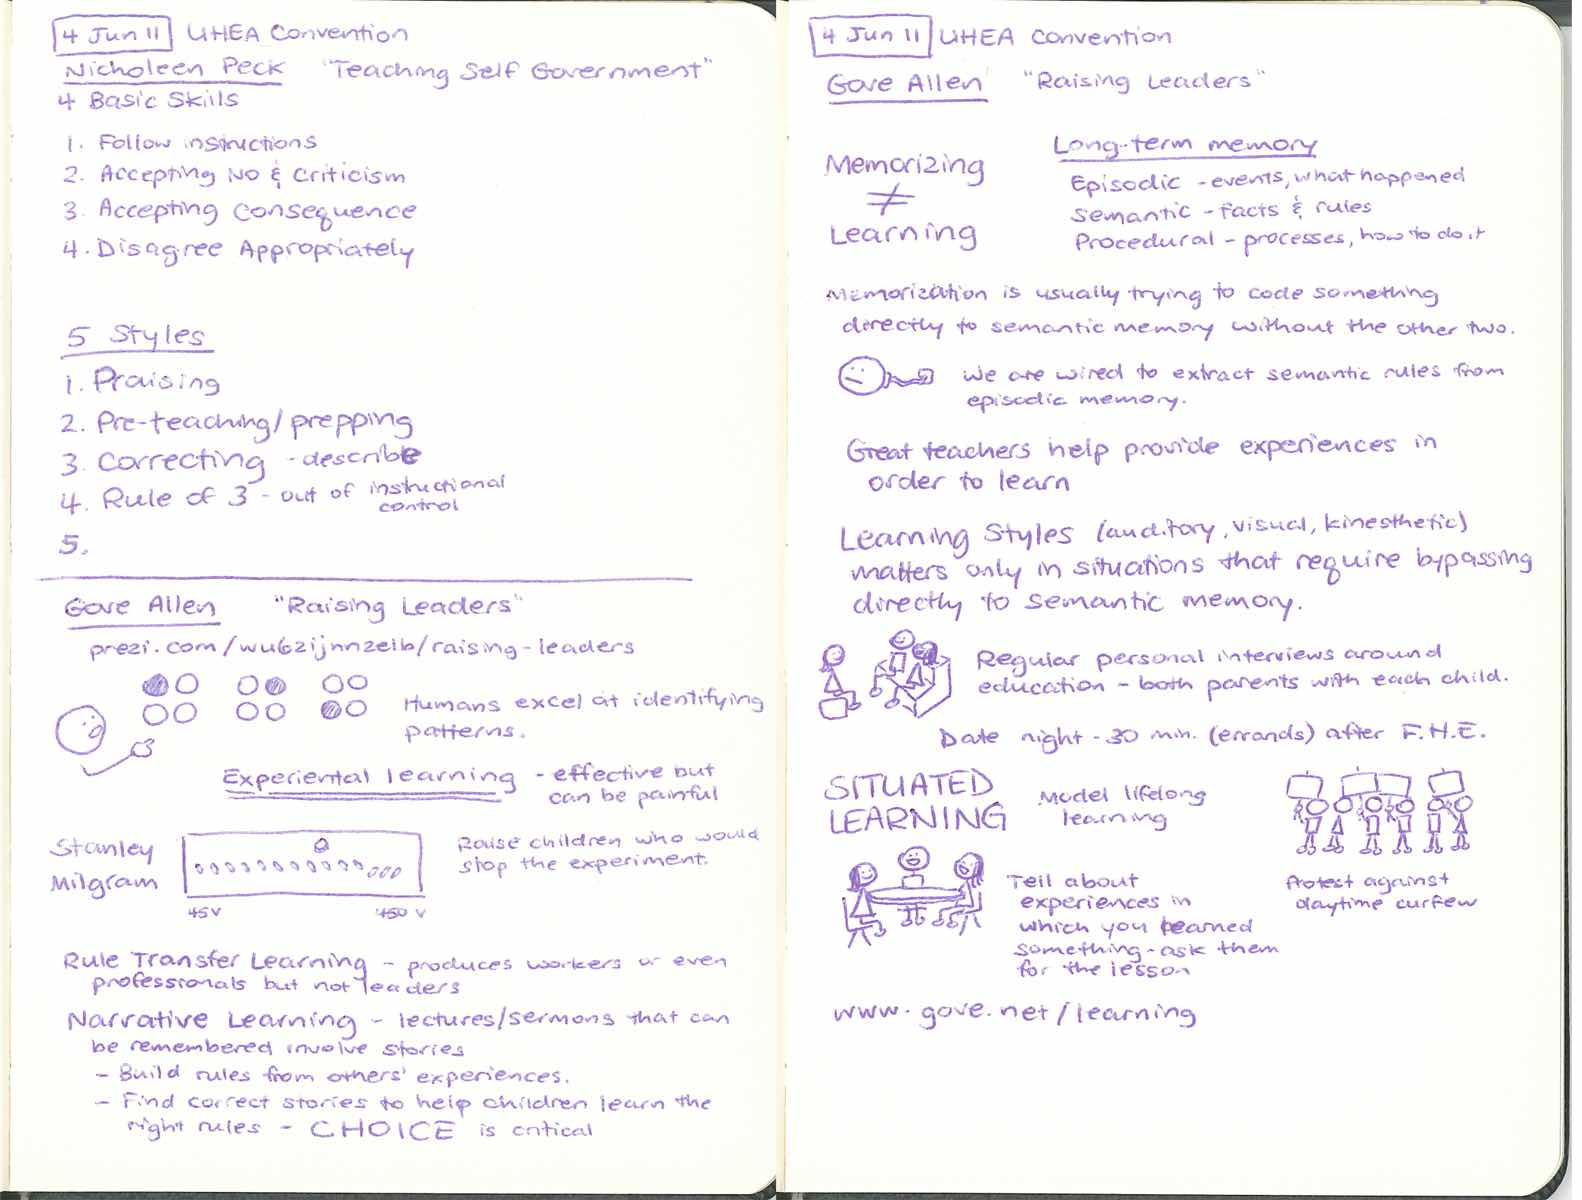 4 Jun 11 UHEA Convention
Nicholeen Peck "Teaching Self Government"
4 Basic Skills
1. Follow instructions
2. Accepting No & Criticism
3. Accepting Consequence
4. Disagree Appropriately
5 Styles
1. Praising
2. Pre-teaching/prepping
3. Correcting - describe
4. Rule of 3 - out of instructional
control
5.
Gove Allen "Raising Leaders"
prezi.com/wu6zijnnzelb/raising-leaders
Humans excel at identifying
patterns.
Experiental learning - effective but
can be painful
Stanley
Milgram
45V 450 V
Raise children who would
stop the experiment.
Rule Transfer Learning - produces workers or even
professionals but not leaders
Narrative Learning - lectures/sermons that can
be remembered involve stories
- Build rules from others' experiences.
- Find correct stories to help children learn the
right rules - CHOICE is critical
4 Jun 11 UHEA Convention
Gove Allen "Raising Leaders"
Memorizing
≠
Learning
Long-term memory
Episodic - events, what happened
Semantic - facts & rules
Procedural - processes, how to do it
Memorization is usually trying to code something
directly to semantic memory without the other two.
We are wired to extract semantic rules from
episodic memory.
Great teachers help provide experiences in
order to learn
Learning Styles (auditory, visual, kinesthetic)
matters only in situations that require bypassing
directly to semantic memory.
Regular personal interviews around
education - both parents with each child.
Date night - 30 min. (errands) after F.H.E.
SITUATED
LEARNING
Model lifelong
learning
Tell about
experiences in
which you learned
something - ask them
for the lesson
Protest against
daytime curfew
www.gove.net/learning